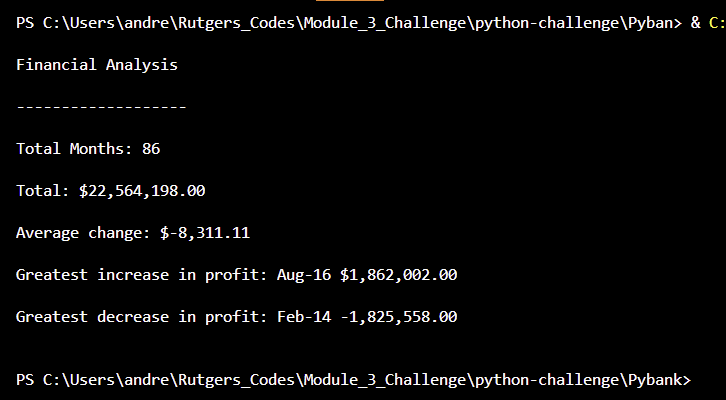 PS C:\Users\andre\Rutgers_Codes\Module_3_Challenge\python-challenge\Pyban> & C:
Financial Analysis
-------------------
Total Months: 86
Total: $22,564,198.00
Average change: $-8,311.11
Greatest increase in profit: Aug-16 $1,862,002.00
Greatest decrease in profit: Feb-14 -1,825,558.00
PS C:\Users\andre\Rutgers_Codes\Module_3_Challenge\python-challenge\Pybank>